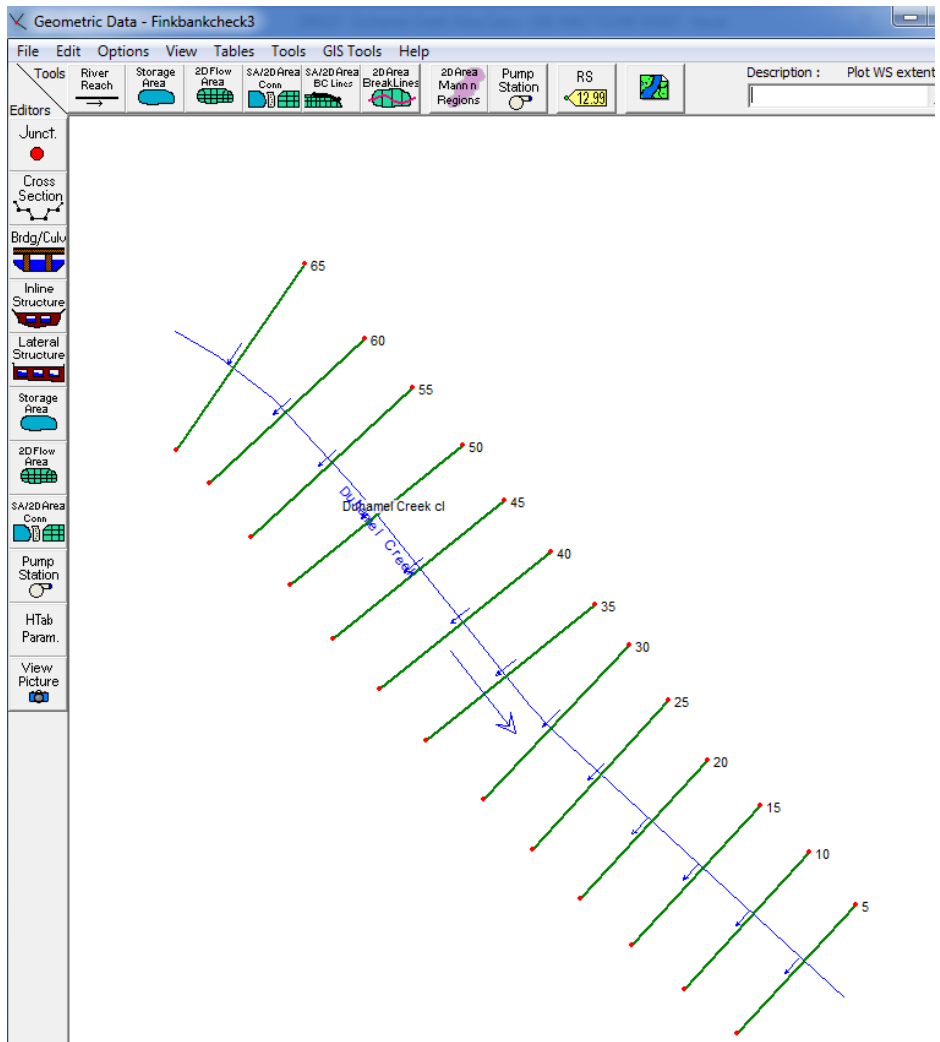 Geometric Data - Finkbankcheck3
File Edit Options View Tables Tools GIS Tools Help
Tools
Editors
River
Reach
Storage
Area
2D Flow
Area
SA/2D Area
Conn
SA/2D Area
BC Lines
2D Area
BreakLines
2D Area
Mann n
Regions
Pump
Station
RS
12.99
Description :
Plot WS extent
Junct.
Cross
Section
Brdg/Culv
Inline
Structure
Lateral
Structure
Storage
Area
2D Flow
Area
SA/2D Area
Conn
Pump
Station
HTab
Param.
View
Picture
65
60
55
50
Duhamel Creek cl
Duhamel Creek
45
40
35
30
25
20
15
10
5